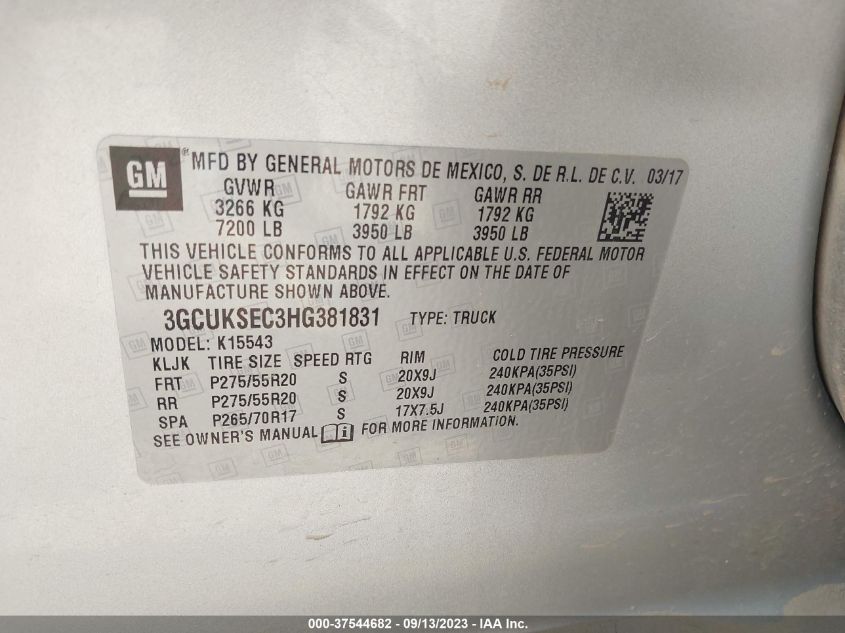 GM ® MFD BY GENERAL MOTORS DE MEXICO, S. DE R.L. DE C.V. 03/17
GVWR GAWR FRT GAWR RR
3266 KG 1792 KG 1792 KG
7200 LB 3950 LB 3950 LB
THIS VEHICLE CONFORMS TO ALL APPLICABLE U.S. FEDERAL MOTOR
VEHICLE SAFETY STANDARDS IN EFFECT ON THE DATE OF
MANUFACTURE SHOWN ABOVE.
3GCUKSEC3HG381831 TYPE: TRUCK
MODEL: K15543
KLJK TIRE SIZE SPEED RTG RIM COLD TIRE PRESSURE
FRT P275/55R20 S 20X9J 240KPA(35PSI)
RR P275/55R20 S 20X9J 240KPA(35PSI)
SPA P265/70R17 S 17X7.5J 240KPA(35PSI)
SEE OWNER'S MANUAL i FOR MORE INFORMATION.
000-37544682 - 09/13/2023 - IAA Inc.